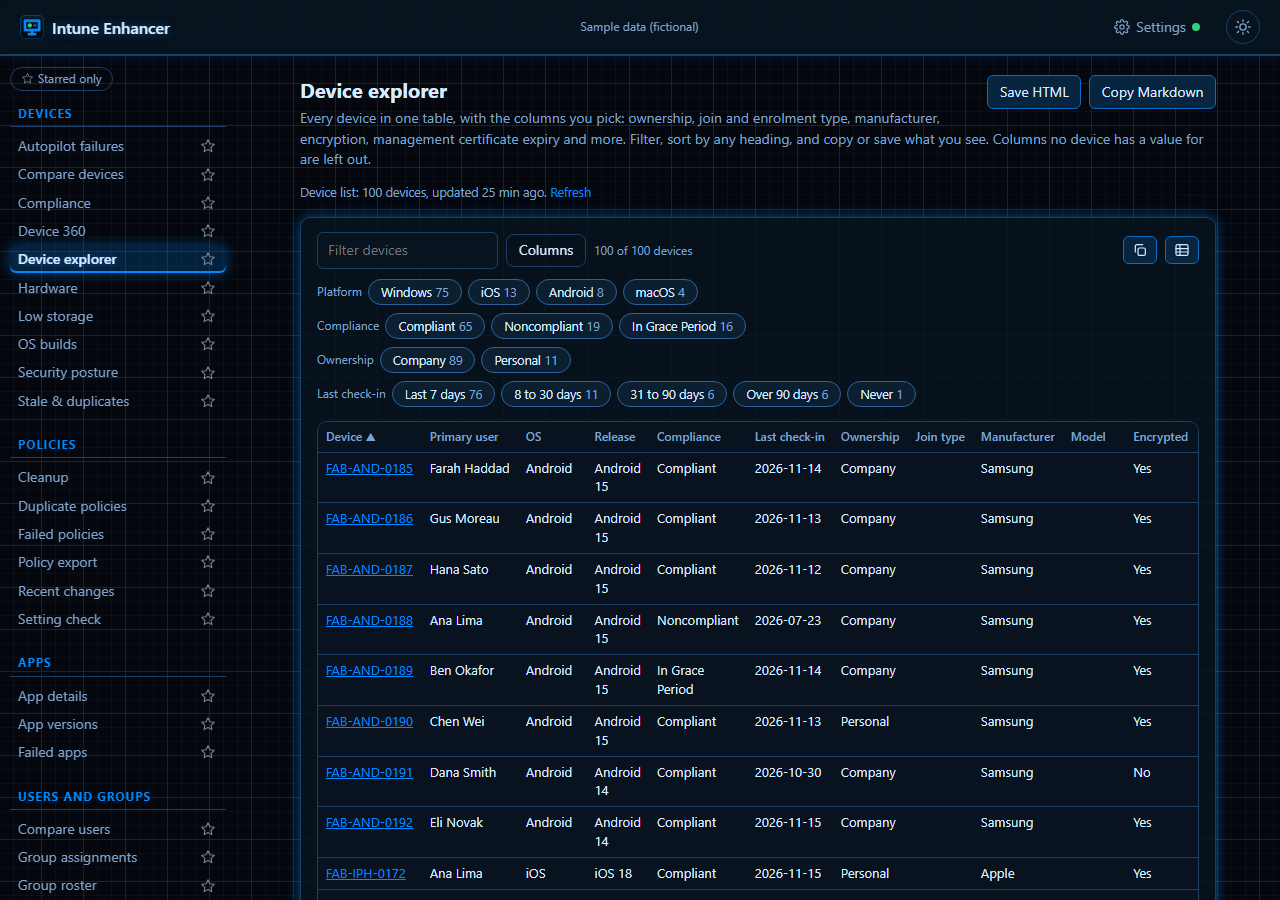 Intune Enhancer
Sample data (fictional)
Settings
Starred only
DEVICES
Autopilot failures
Compare devices
Compliance
Device 360
Device explorer
Hardware
Low storage
OS builds
Security posture
Stale & duplicates
POLICIES
Cleanup
Duplicate policies
Failed policies
Policy export
Recent changes
Setting check
APPS
App details
App versions
Failed apps
USERS AND GROUPS
Compare users
Group assignments
Group roster
Device explorer
Save HTML
Copy Markdown
Every device in one table, with the columns you pick: ownership, join and enrolment type, manufacturer,
encryption, management certificate expiry and more. Filter, sort by any heading, and copy or save what you see. Columns no device has a value for
are left out.
Device list: 100 devices, updated 25 min ago. Refresh
Filter devices
Columns
100 of 100 devices
Platform Windows 75 iOS 13 Android 8 macOS 4
Compliance Compliant 65 Noncompliant 19 In Grace Period 16
Ownership Company 89 Personal 11
Last check-in Last 7 days 76 8 to 30 days 11 31 to 90 days 6 Over 90 days 6 Never 1
Device ▲ Primary user OS Release Compliance Last check-in Ownership Join type Manufacturer Model Encrypted
FAB-AND-0185 Farah Haddad Android Android 15 Compliant 2026-11-14 Company Samsung Yes
FAB-AND-0186 Gus Moreau Android Android 15 Compliant 2026-11-13 Company Samsung Yes
FAB-AND-0187 Hana Sato Android Android 15 Compliant 2026-11-12 Company Samsung Yes
FAB-AND-0188 Ana Lima Android Android 15 Noncompliant 2026-07-23 Company Samsung Yes
FAB-AND-0189 Ben Okafor Android Android 15 In Grace Period 2026-11-14 Company Samsung Yes
FAB-AND-0190 Chen Wei Android Android 15 Compliant 2026-11-13 Personal Samsung Yes
FAB-AND-0191 Dana Smith Android Android 14 Compliant 2026-10-30 Company Samsung No
FAB-AND-0192 Eli Novak Android Android 14 Compliant 2026-11-15 Company Samsung Yes
FAB-IPH-0172 Ana Lima iOS iOS 18 Compliant 2026-11-15 Personal Apple Yes